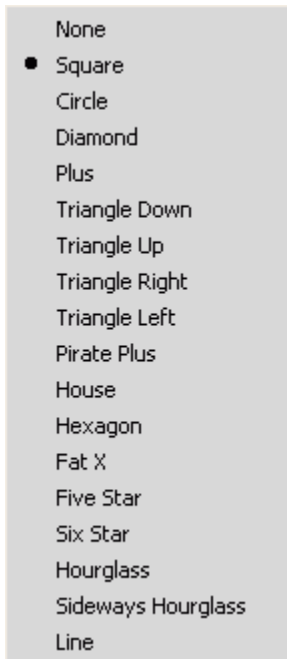 None
Square
Circle
Diamond
Plus
Triangle Down
Triangle Up
Triangle Right
Triangle Left
Pirate Plus
House
Hexagon
Fat X
Five Star
Six Star
Hourglass
Sideways Hourglass
Line